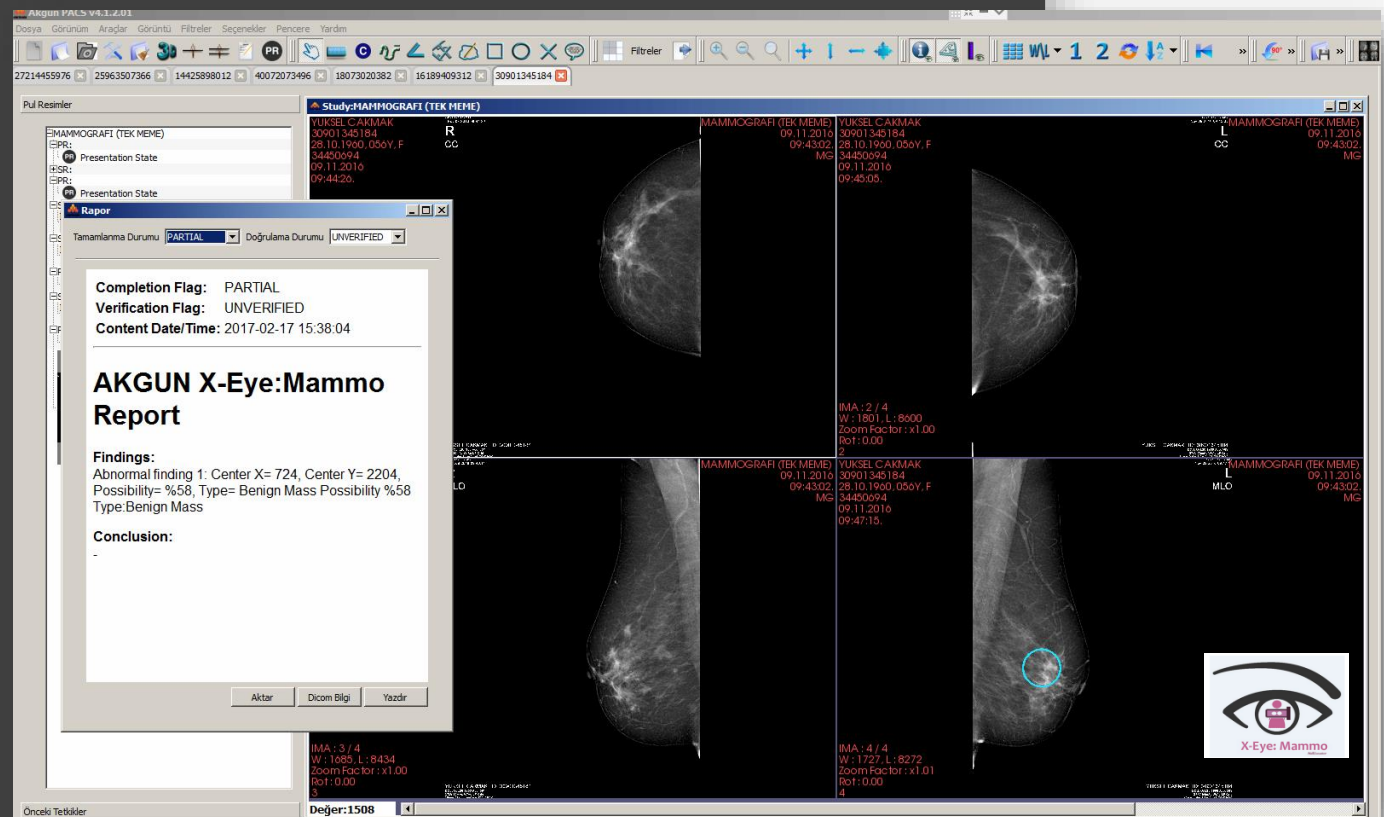 Akgun PACS v4.1.2.01
Dosya Görünüm Araçlar Görüntü Filtreler Seçenekler Pencere Yardım
3D PR C Filtreler W/L 1 2 90°
27214455976 25963507366 14425898012 40072073496 18073020382 16189409312 30901345184
Pul Resimler
MAMMOGRAFI (TEK MEME)
PR:
PR Presentation State
SR:
PR:
PR Presentation State
Study:MAMMOGRAFI (TEK MEME)
YUKSEL CAKMAK
30901345184
28.10.1960, 056Y, F
34450694
09.11.2016
09:44:26.
R
CC
MAMMOGRAFI (TEK MEME)
09.11.2016
09:43:02.
MG
YUKSEL CAKMAK
30901345184
28.10.1960, 056Y, F
34450694
09.11.2016
09:45:05.
L
CC
MAMMOGRAFI (TEK MEME)
09.11.2016
09:43:02.
MG
IMA : 2 / 4
W : 1801, L : 8600
Zoom Factor : x1.00
Rot : 0.00
2
Rapor
Tamamlanma Durumu PARTIAL Doğrulama Durumu UNVERIFIED
Completion Flag: PARTIAL
Verification Flag: UNVERIFIED
Content Date/Time: 2017-02-17 15:38:04
AKGUN X-Eye:Mammo
Report
Findings:
Abnormal finding 1: Center X= 724, Center Y= 2204,
Possibility= %58, Type= Benign Mass Possibility %58
Type:Benign Mass
Conclusion:
-
Aktar Dicom Bilgi Yazdır
MAMMOGRAFI (TEK MEME)
09.11.2016
09:43:02.
MG
IMA : 3 / 4
W : 1685, L : 8434
Zoom Factor : x1.00
Rot : 0.00
3
YUKSEL CAKMAK
30901345184
28.10.1960, 056Y, F
34450694
09.11.2016
09:47:15.
L
MLO
MAMMOGRAFI (TEK MEME)
09.11.2016
09:43:02.
MG
IMA : 4 / 4
W : 1727, L : 8272
Zoom Factor : x1.01
Rot : 0.00
4
X-Eye: Mammo
Önceki Tetkikler
Değer:1508